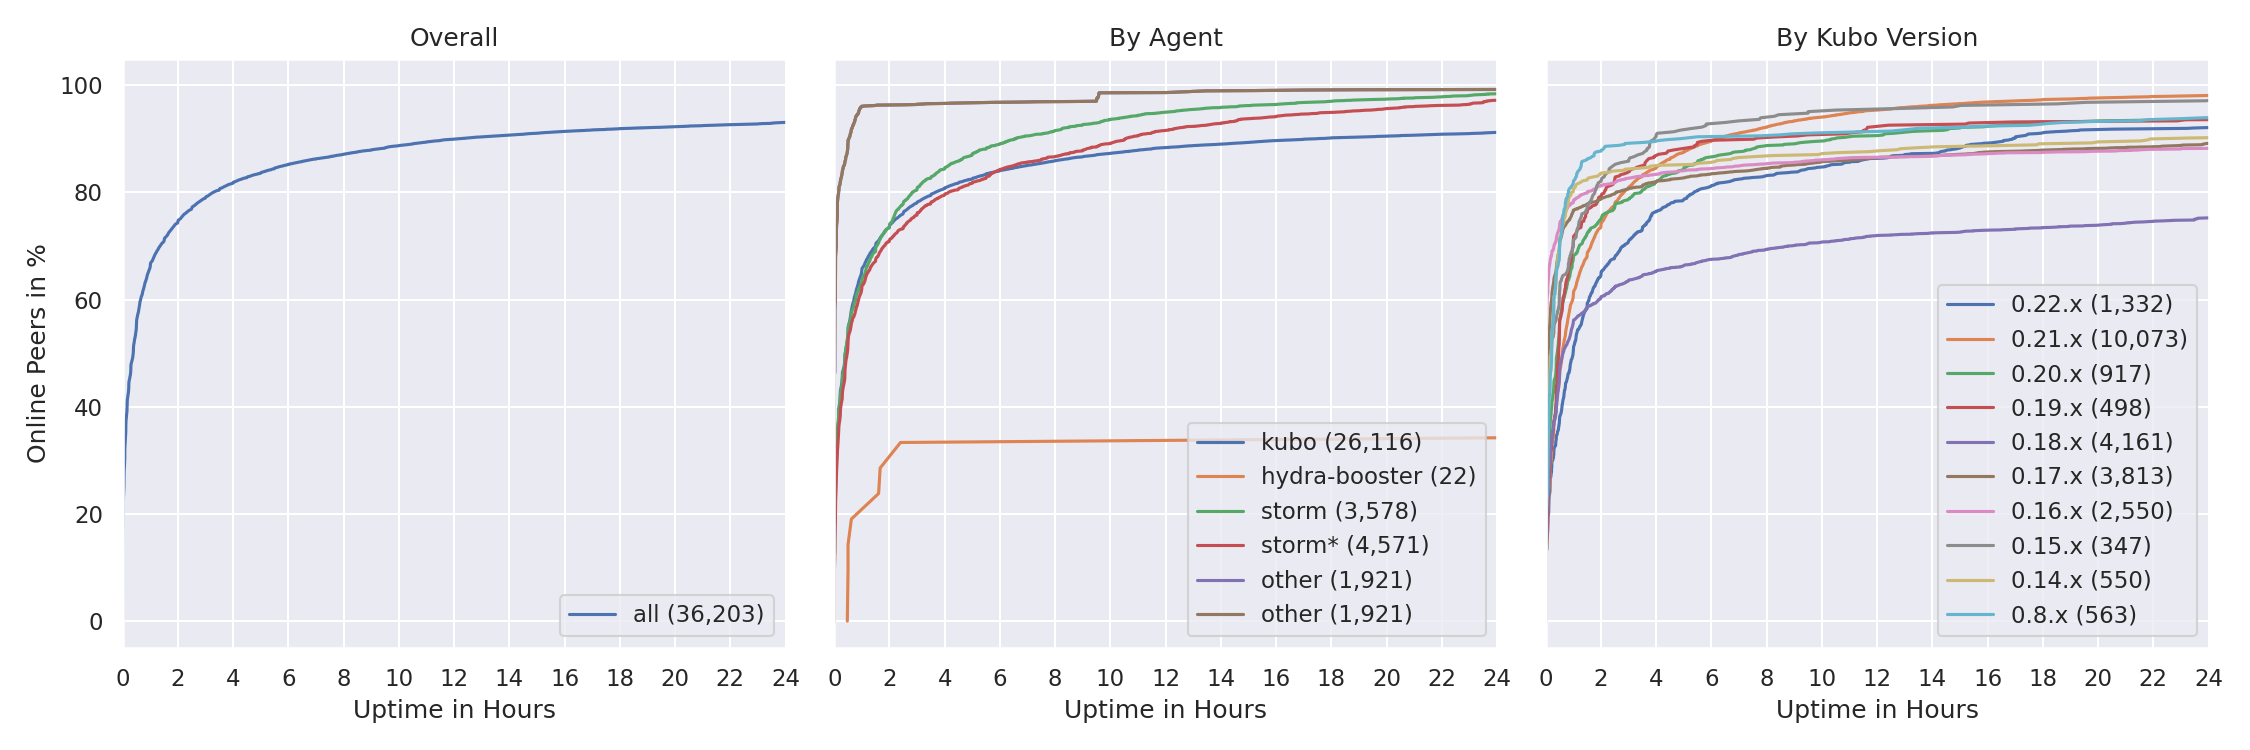 Overall
By Agent
By Kubo Version
Online Peers in %
100
80
60
40
20
0
all (36,203)
kubo (26,116)
hydra-booster (22)
storm (3,578)
storm* (4,571)
other (1,921)
other (1,921)
0.22.x (1,332)
0.21.x (10,073)
0.20.x (917)
0.19.x (498)
0.18.x (4,161)
0.17.x (3,813)
0.16.x (2,550)
0.15.x (347)
0.14.x (550)
0.8.x (563)
0 2 4 6 8 10 12 14 16 18 20 22 24
0 2 4 6 8 10 12 14 16 18 20 22 24
0 2 4 6 8 10 12 14 16 18 20 22 24
Uptime in Hours
Uptime in Hours
Uptime in Hours